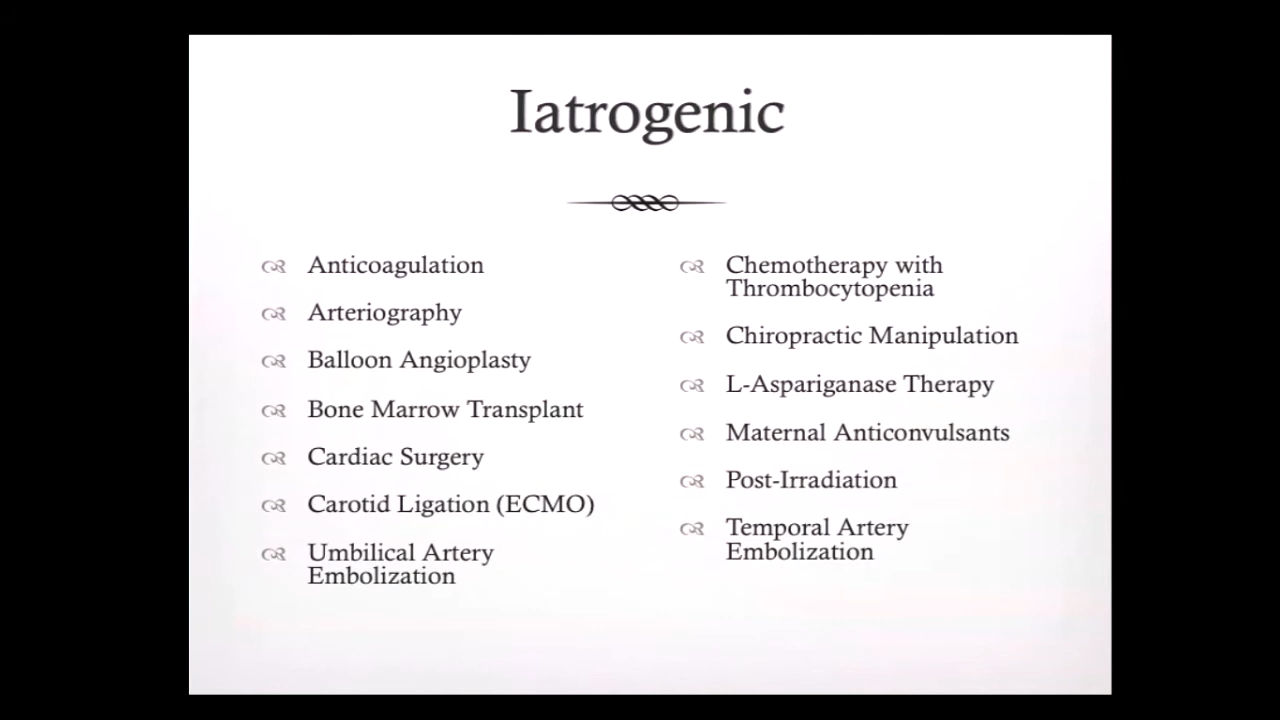 Iatrogenic
Anticoagulation
Arteriography
Balloon Angioplasty
Bone Marrow Transplant
Cardiac Surgery
Carotid Ligation (ECMO)
Umbilical Artery
Embolization
Chemotherapy with
Thrombocytopenia
Chiropractic Manipulation
L-Aspariganase Therapy
Maternal Anticonvulsants
Post-Irradiation
Temporal Artery
Embolization